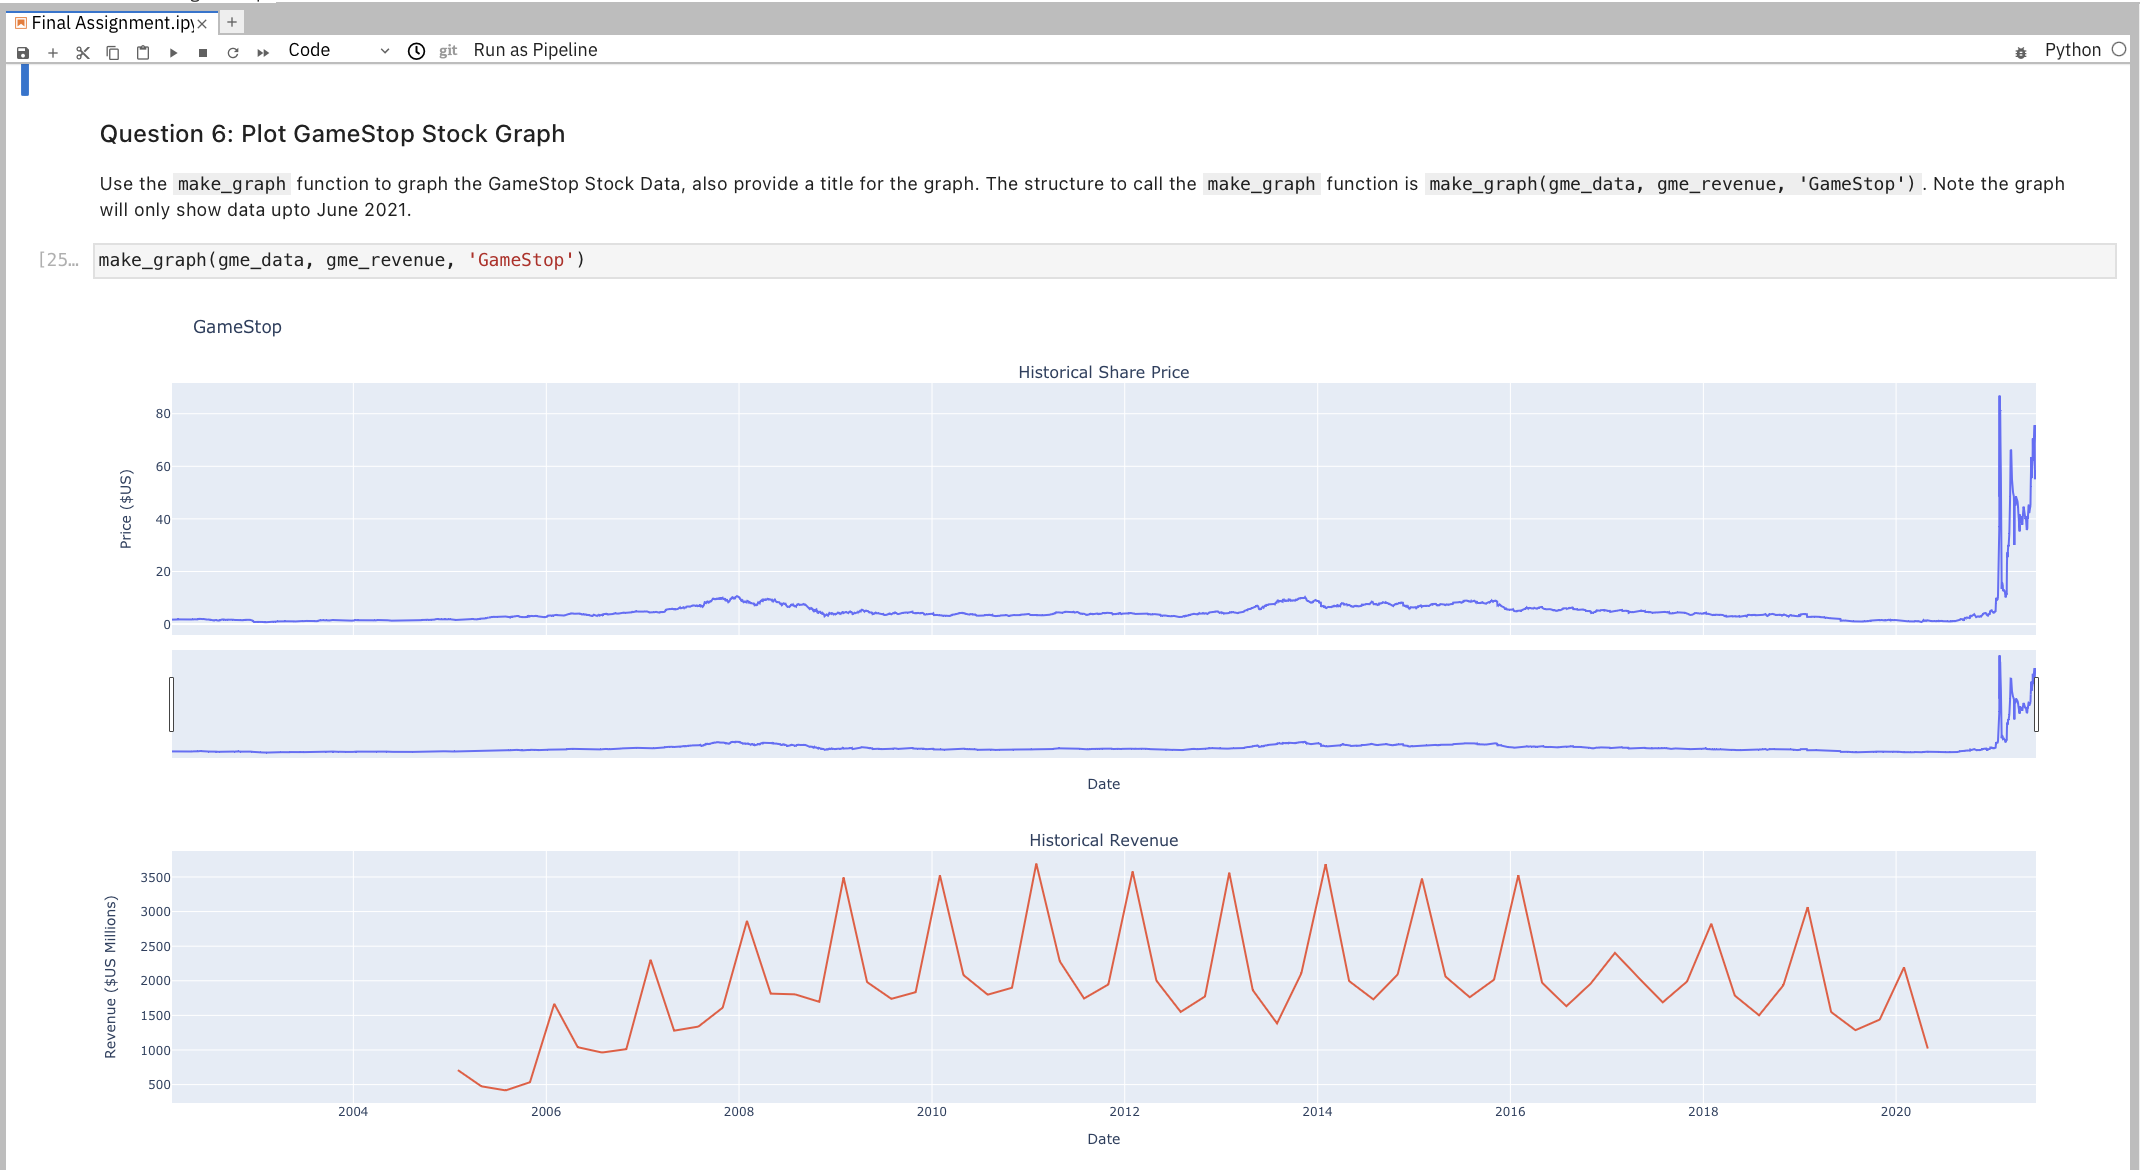 Final Assignment.ipy
Code
git
Run as Pipeline
Python
Question 6: Plot GameStop Stock Graph
Use the make_graph function to graph the GameStop Stock Data, also provide a title for the graph. The structure to call the make_graph function is make_graph(gme_data, gme_revenue, 'GameStop'). Note the graph
will only show data upto June 2021.
[25…
make_graph(gme_data, gme_revenue, 'GameStop')
GameStop
Historical Share Price
80
60
40
20
0
Price ($US)
Date
Historical Revenue
3500
3000
2500
2000
1500
1000
500
Revenue ($US Millions)
2004 2006 2008 2010 2012 2014 2016 2018 2020
Date